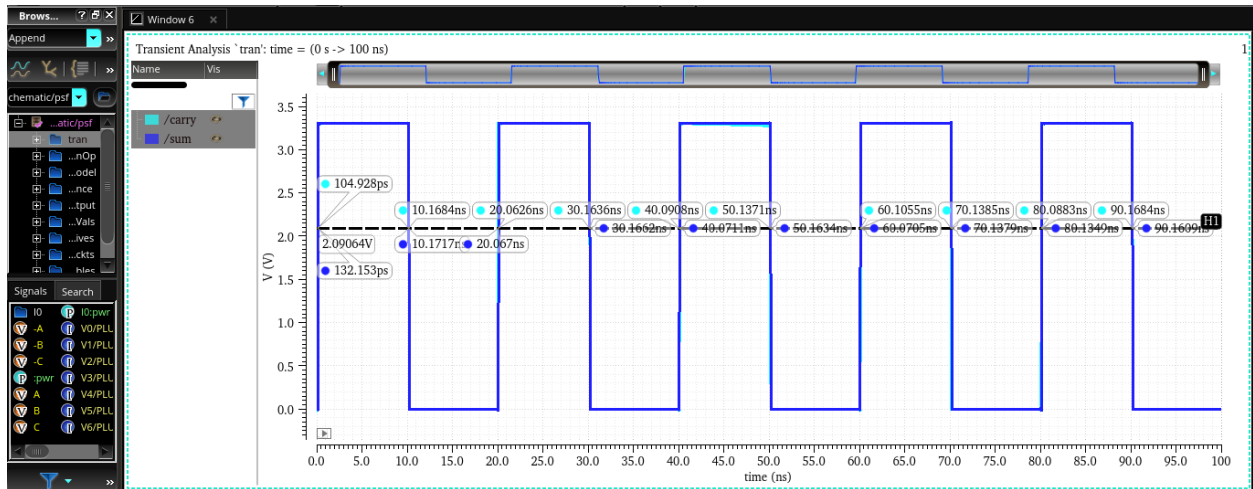 Brows... ? 
Window 6
Append
»
Transient Analysis `tran': time = (0 s -> 100 ns)
1
Name Vis
»
chematic/psf
/carry
/sum
...atic/psf
tran
...nOp
...odel
...nce
...tput
...Vals
...ives
...ckts
...bles
Signals Search
I0 I0:pwr
-A V0/PLU
-B V1/PLU
-C V2/PLU
:pwr V3/PLU
A V4/PLU
B V5/PLU
C V6/PLU
»
V (V)
3.5
3.0
2.5
2.0
1.5
1.0
0.5
0.0
104.928ps
10.1684ns 20.0626ns 30.1636ns 40.0908ns 50.1371ns 60.1055ns 70.1385ns 80.0883ns 90.1684ns
H1
30.1662ns 40.0711ns 50.1634ns 60.0705ns 70.1379ns 80.1349ns 90.1609ns
2.09064V 10.1717ns 20.067ns
132.153ps
0.0 5.0 10.0 15.0 20.0 25.0 30.0 35.0 40.0 45.0 50.0 55.0 60.0 65.0 70.0 75.0 80.0 85.0 90.0 95.0 100
time (ns)